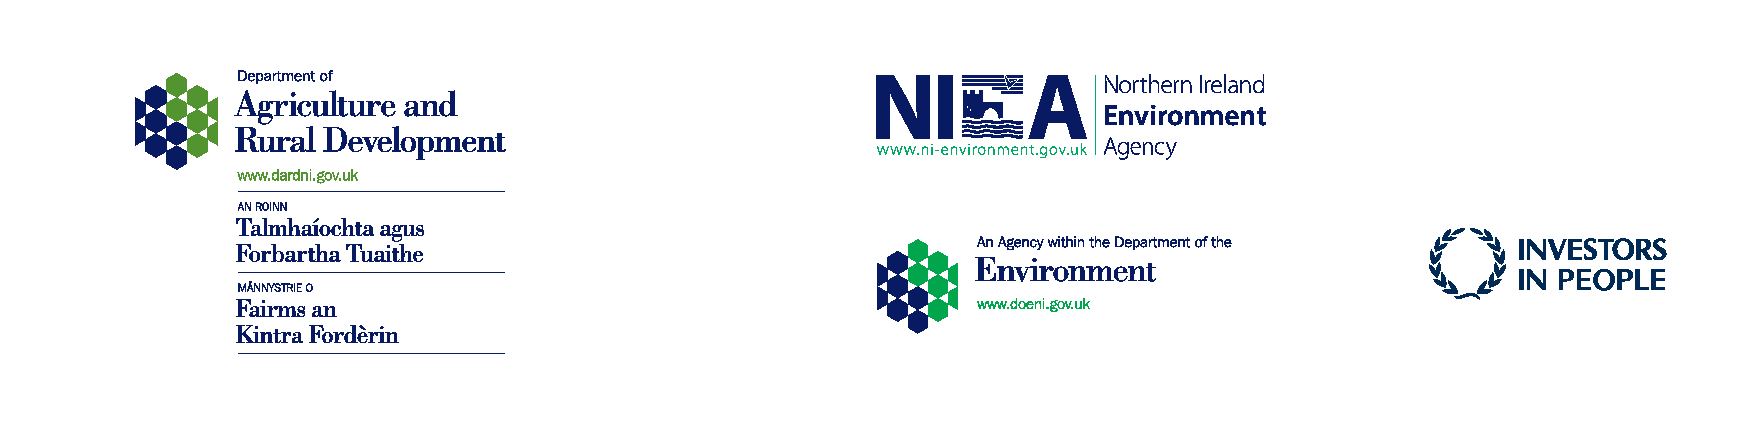 Department of
Agriculture and
Rural Development
www.dardni.gov.uk
AN ROINN
Talmhaíochta agus
Forbartha Tuaithe
MÄNNYSTRIE O
Fairms an
Kintra Fordèrin
NIEA
www.ni-environment.gov.uk
Northern Ireland
Environment
Agency
An Agency within the Department of the
Environment
www.doeni.gov.uk
INVESTORS
IN PEOPLE